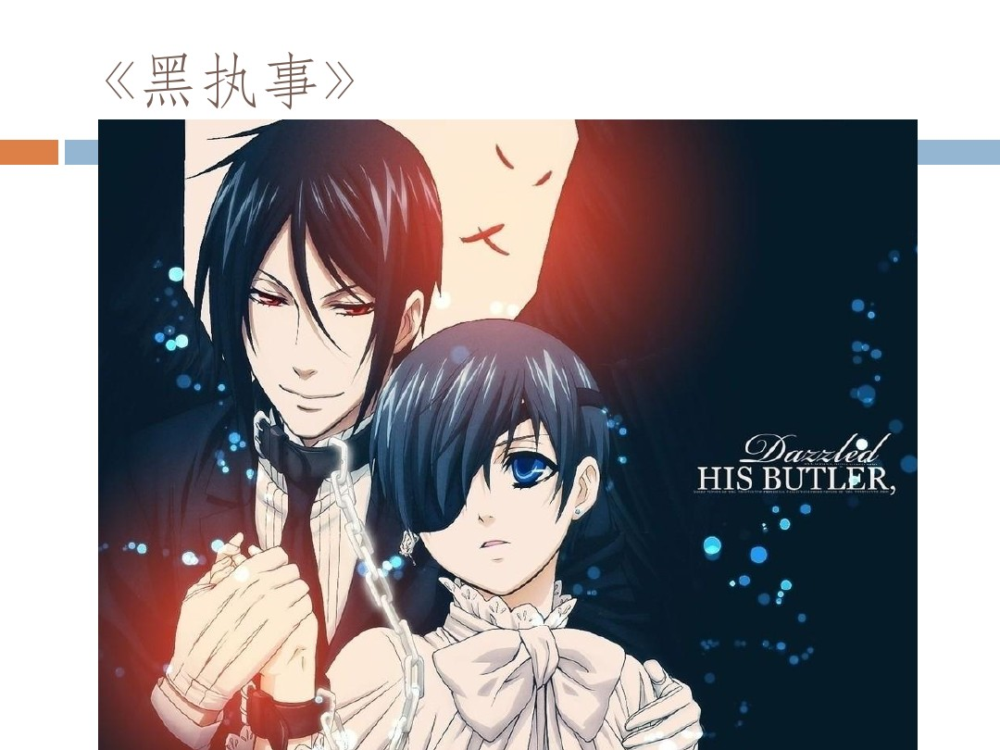 《黑执事》
Dazzled
HIS BUTLER,